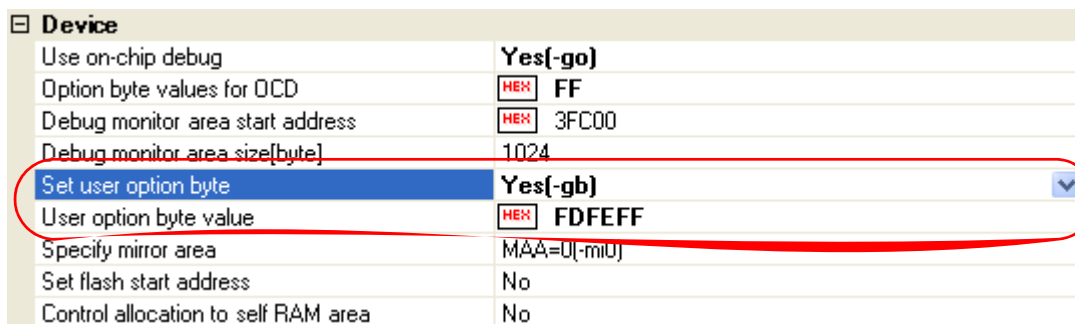 Device
Use on-chip debug Yes(-go)
Option byte values for OCD HEX FF
Debug monitor area start address HEX 3FC00
Debug monitor area size[byte] 1024
Set user option byte Yes(-gb)
User option byte value HEX FDFEFF
Specify mirror area MAA=0(-mi0)
Set flash start address No
Control allocation to self RAM area No